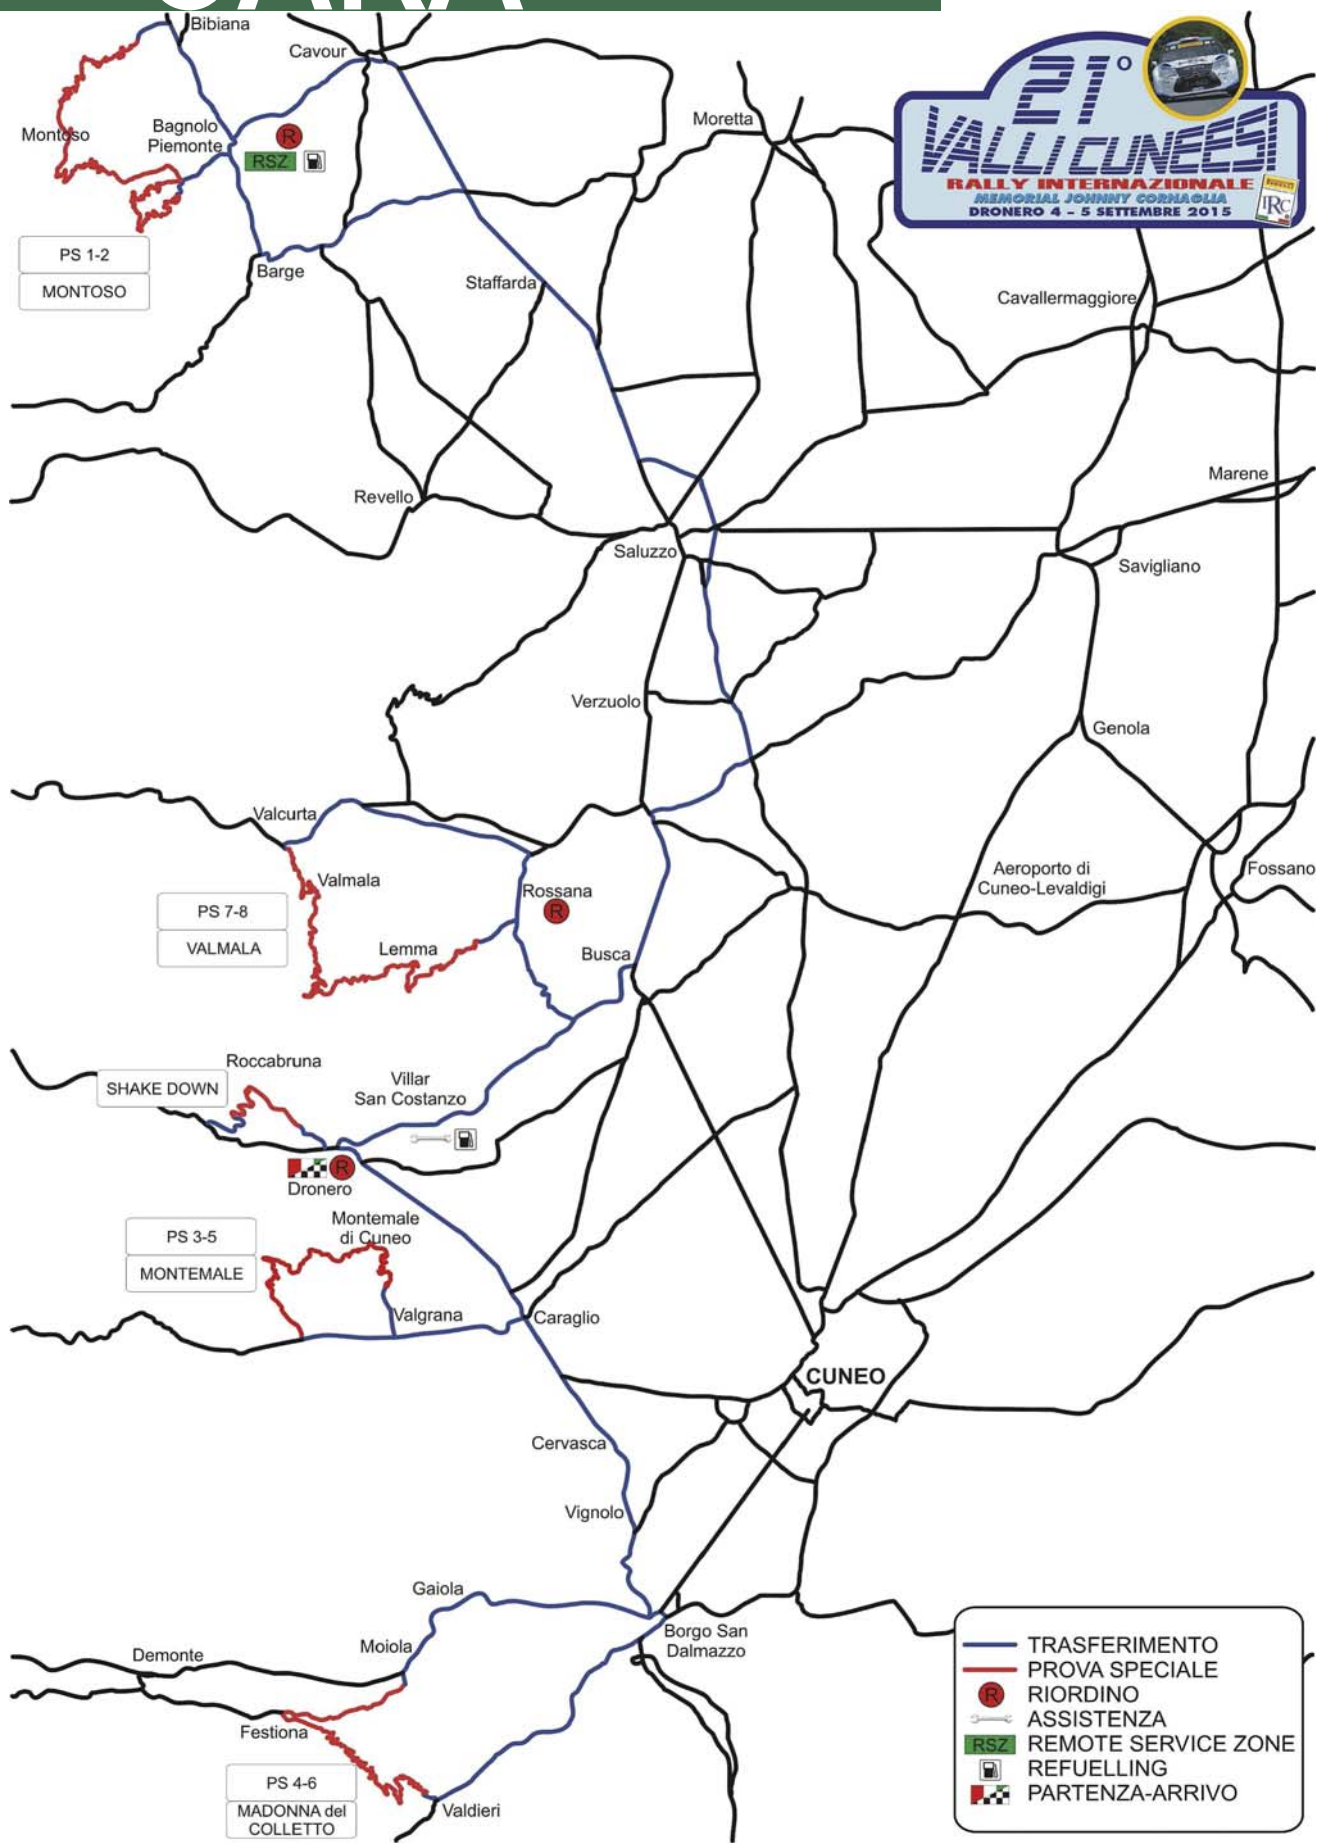 Bibiana
Cavour
21°
VALLI CUNEESI
RALLY INTERNAZIONALE
MEMORIAL JOHNNY CORNAGLIA
DRONERO 4 - 5 SETTEMBRE 2015
IRC
Moretta
Montoso
Bagnolo
Piemonte
R
RSZ
PS 1-2
MONTOSO
Barge
Staffarda
Cavallermaggiore
Marene
Revello
Saluzzo
Savigliano
Verzuolo
Genola
Valcurta
Valmala
Aeroporto di
Cuneo-Levaldigi
Fossano
Rossana
R
PS 7-8
VALMALA
Lemma
Busca
Roccabruna
SHAKE DOWN
Villar
San Costanzo
R
Dronero
Montemale
di Cuneo
PS 3-5
MONTEMALE
Valgrana
Caraglio
CUNEO
Cervasca
Vignolo
Gaiola
Borgo San
Dalmazzo
Moiola
Demonte
Festiona
PS 4-6
MADONNA del
COLLETTO
Valdieri
TRASFERIMENTO
PROVA SPECIALE
R RIORDINO
ASSISTENZA
RSZ REMOTE SERVICE ZONE
REFUELLING
PARTENZA-ARRIVO